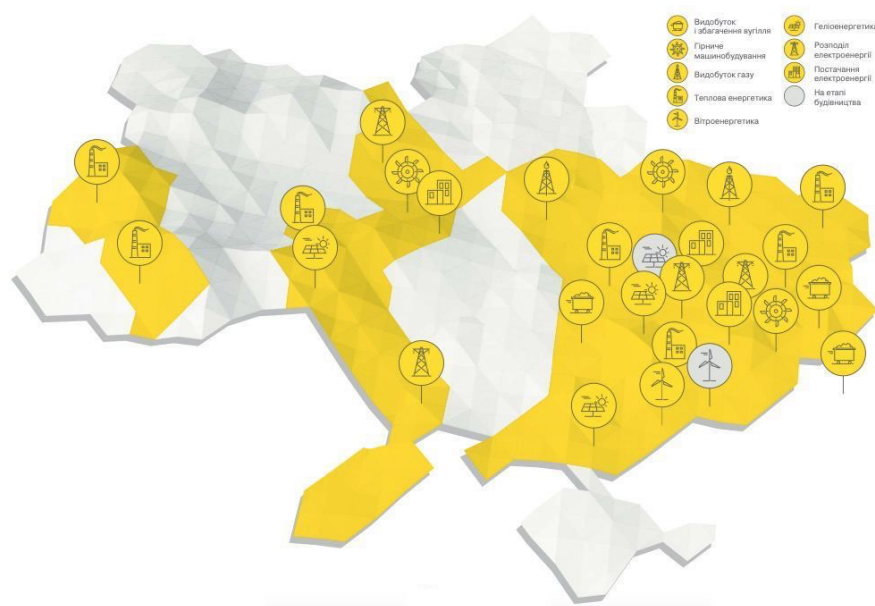 Видобуток
і збагачення вугілля
Гірниче
машинобудування
Видобуток газу
Теплова енергетика
Вітроенергетика
Геліоенергетика
Розподіл
електроенергії
Постачання
електроенергії
На етапі
будівництва